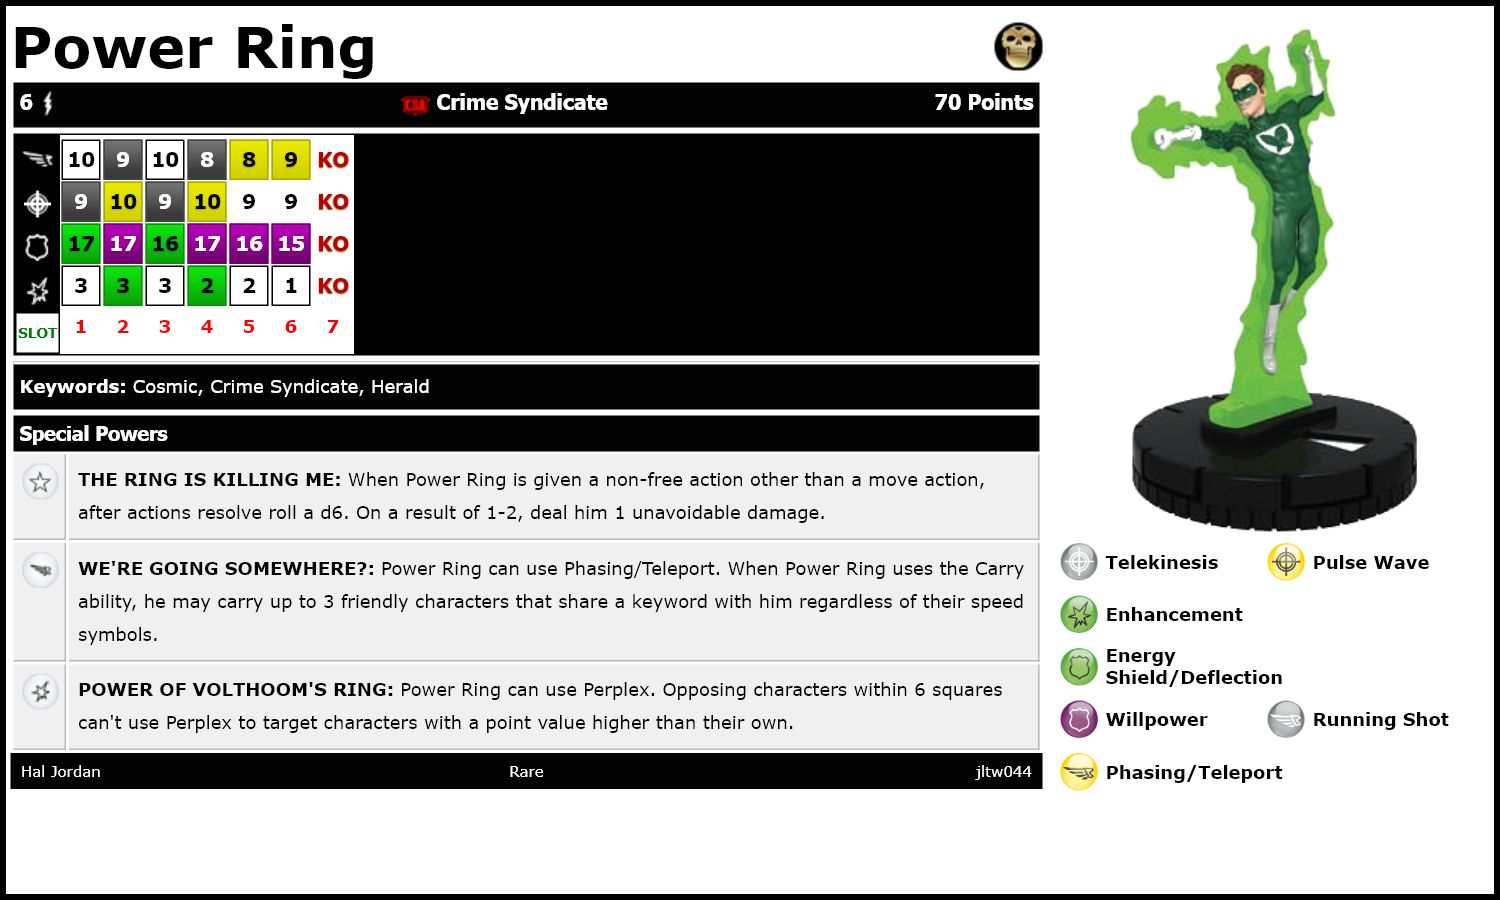 Power Ring
6 CSA Crime Syndicate 70 Points
10 9 10 8 8 9 KO
9 10 9 10 9 9 KO
17 17 16 17 16 15 KO
3 3 3 2 2 1 KO
SLOT 1 2 3 4 5 6 7
Keywords: Cosmic, Crime Syndicate, Herald
Special Powers
THE RING IS KILLING ME: When Power Ring is given a non-free action other than a move action,
after actions resolve roll a d6. On a result of 1-2, deal him 1 unavoidable damage.
WE'RE GOING SOMEWHERE?: Power Ring can use Phasing/Teleport. When Power Ring uses the Carry
ability, he may carry up to 3 friendly characters that share a keyword with him regardless of their speed
symbols.
POWER OF VOLTHOOM'S RING: Power Ring can use Perplex. Opposing characters within 6 squares
can't use Perplex to target characters with a point value higher than their own.
Hal Jordan Rare jltw044
Telekinesis Pulse Wave
Enhancement
Energy
Shield/Deflection
Willpower Running Shot
Phasing/Teleport